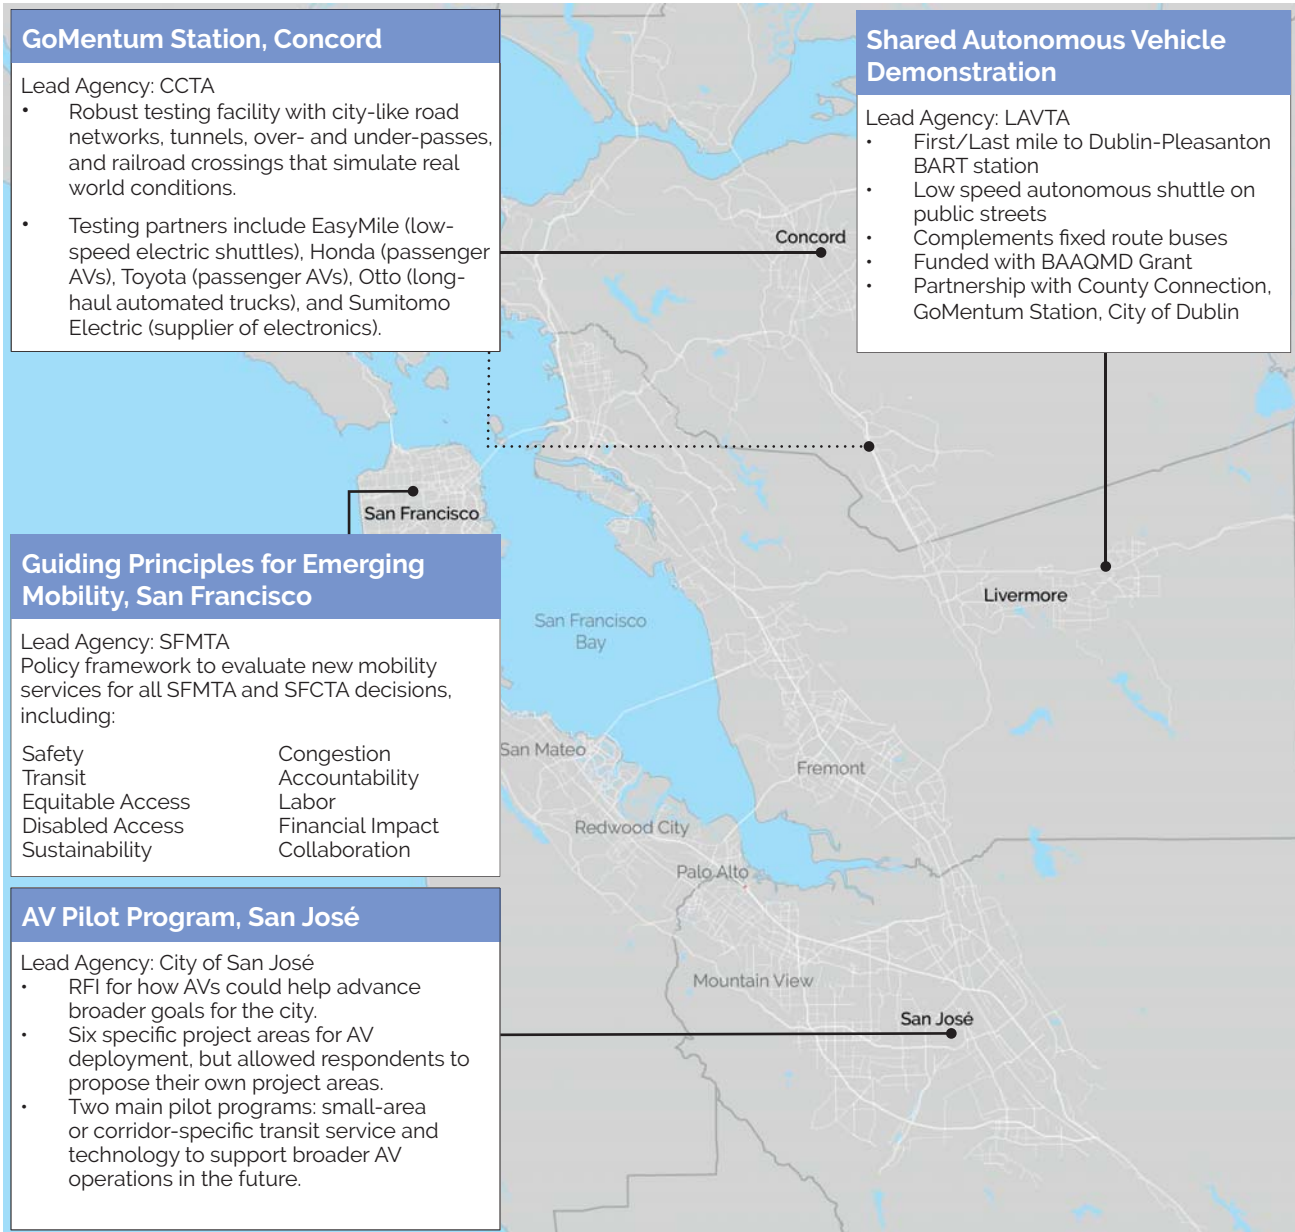 GoMentum Station, Concord
Lead Agency: CCTA
• Robust testing facility with city-like road
networks, tunnels, over- and under-passes,
and railroad crossings that simulate real
world conditions.
• Testing partners include EasyMile (low-
speed electric shuttles), Honda (passenger
AVs), Toyota (passenger AVs), Otto (long-
haul automated trucks), and Sumitomo
Electric (supplier of electronics).
Shared Autonomous Vehicle
Demonstration
Lead Agency: LAVTA
• First/Last mile to Dublin-Pleasanton
BART station
• Low speed autonomous shuttle on
public streets
• Complements fixed route buses
• Funded with BAAQMD Grant
• Partnership with County Connection,
GoMentum Station, City of Dublin
Concord
San Francisco
Livermore
San Francisco
Bay
San Mateo
Fremont
Redwood City
Palo Alto
Mountain View
San José
Guiding Principles for Emerging
Mobility, San Francisco
Lead Agency: SFMTA
Policy framework to evaluate new mobility
services for all SFMTA and SFCTA decisions,
including:
Safety
Transit
Equitable Access
Disabled Access
Sustainability
Congestion
Accountability
Labor
Financial Impact
Collaboration
AV Pilot Program, San José
Lead Agency: City of San José
• RFI for how AVs could help advance
broader goals for the city.
• Six specific project areas for AV
deployment, but allowed respondents to
propose their own project areas.
• Two main pilot programs: small-area
or corridor-specific transit service and
technology to support broader AV
operations in the future.